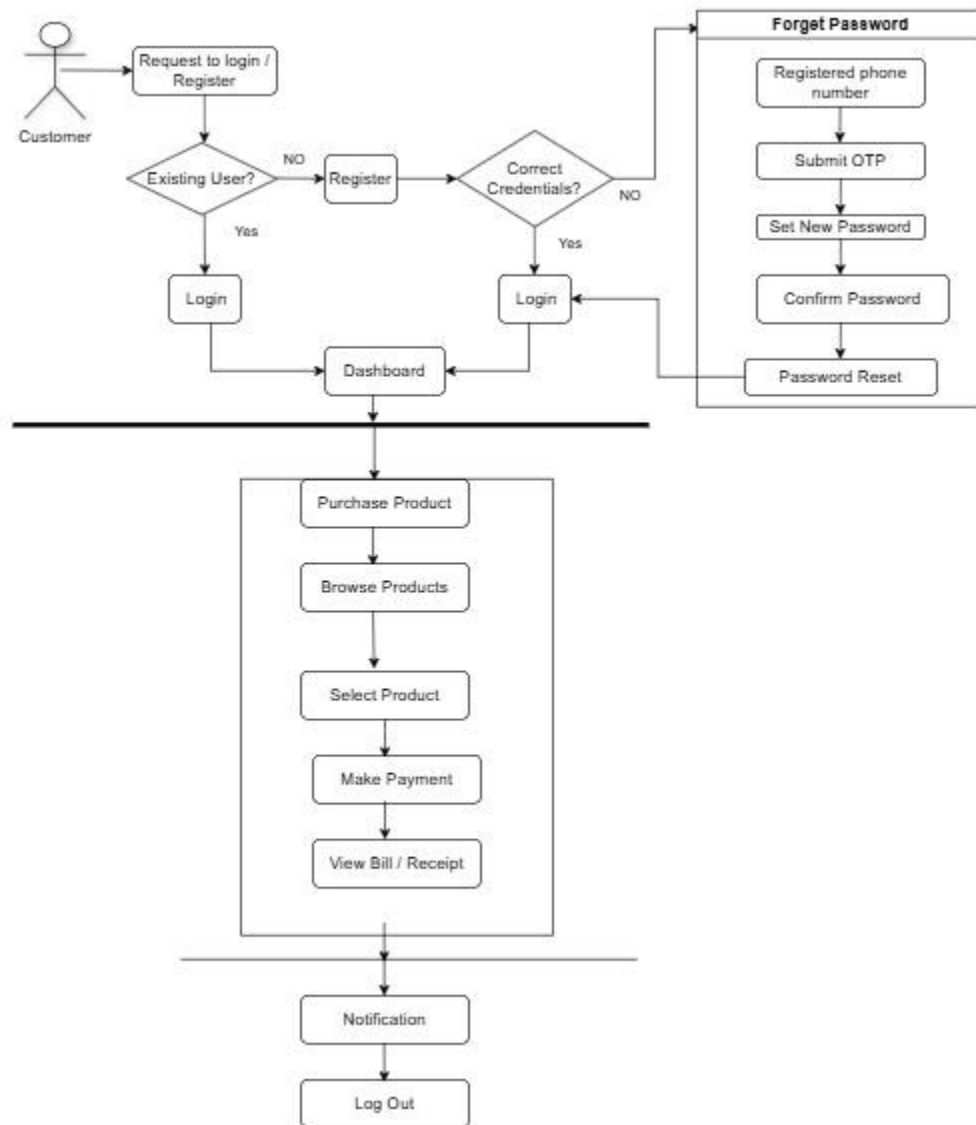 Forget Password
Request to login /
Register
Registered phone
number
Customer
Existing User?
NO
Register
Correct
Credentials?
NO
Submit OTP
Yes
Yes
Set New Password
Login
Login
Confirm Password
Dashboard
Password Reset
Purchase Product
Browse Products
Select Product
Make Payment
View Bill / Receipt
Notification
Log Out